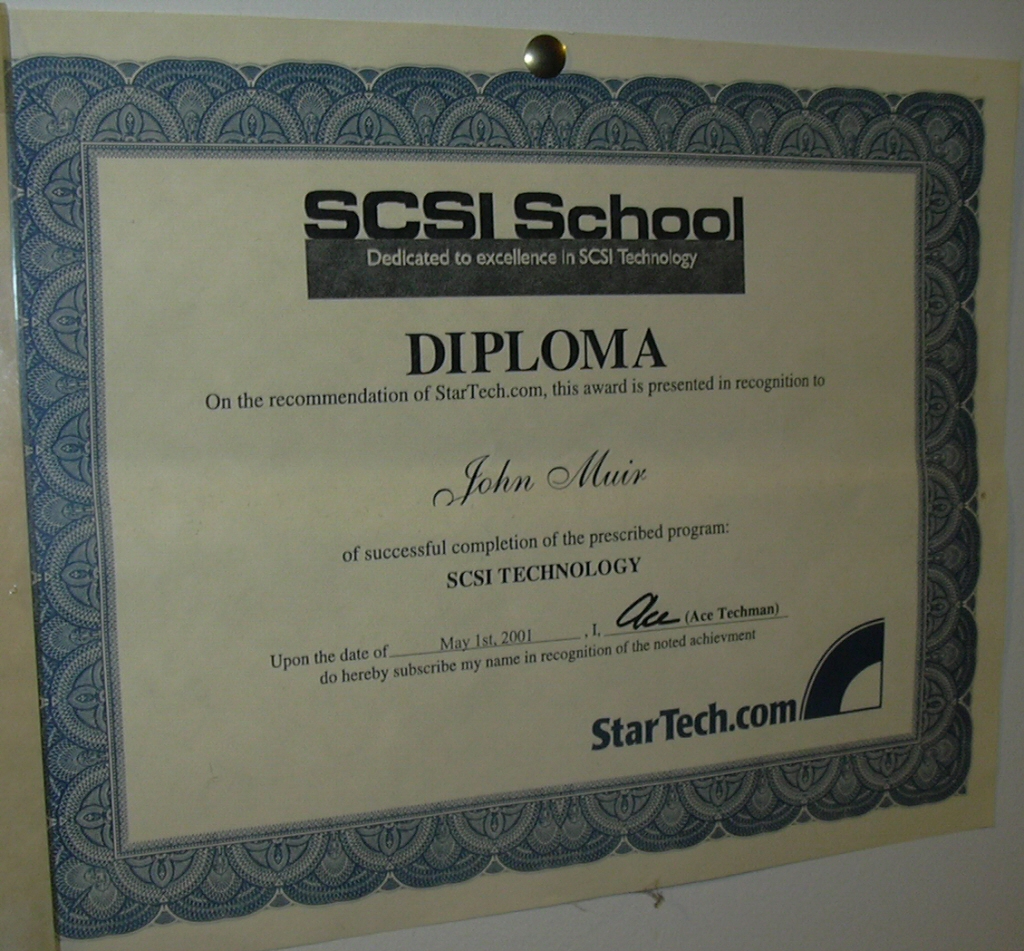 SCSI School
Dedicated to excellence in SCSI Technology
DIPLOMA
On the recommendation of StarTech.com, this award is presented in recognition to
John Muir
of successful completion of the prescribed program:
SCSI TECHNOLOGY
Upon the date of May 1st, 2001, I, Ace (Ace Techman)
do hereby subscribe my name in recognition of the noted achievment
StarTech.com